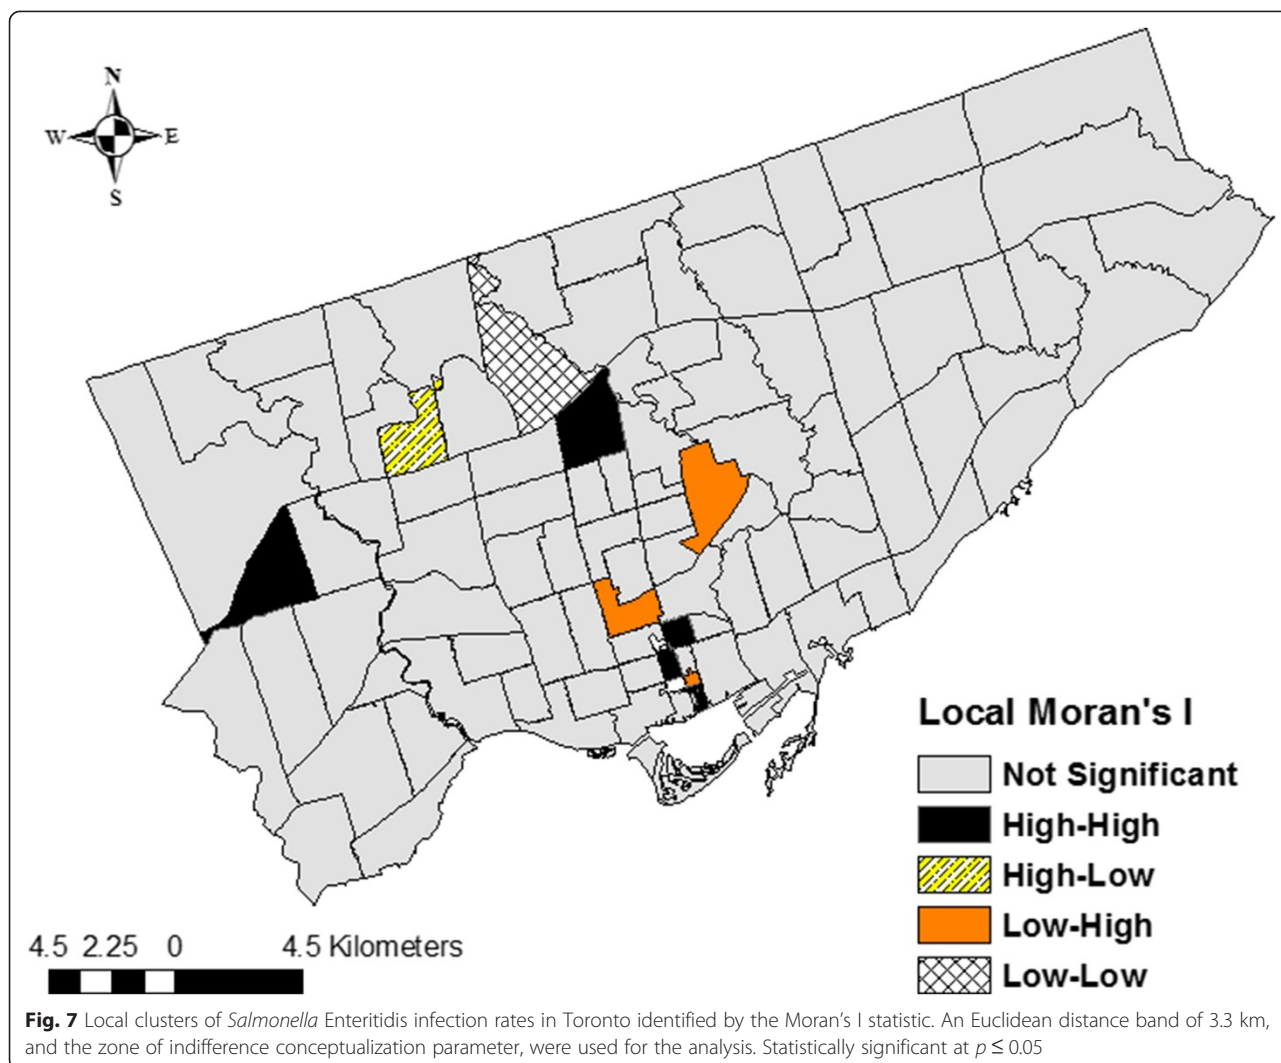 N
W E
S
Local Moran's I
Not Significant
High-High
High-Low
Low-High
Low-Low
4.5 2.25 0 4.5 Kilometers
Fig. 7 Local clusters of Salmonella Enteritidis infection rates in Toronto identified by the Moran’s I statistic. An Euclidean distance band of 3.3 km,
and the zone of indifference conceptualization parameter, were used for the analysis. Statistically significant at p ≤ 0.05